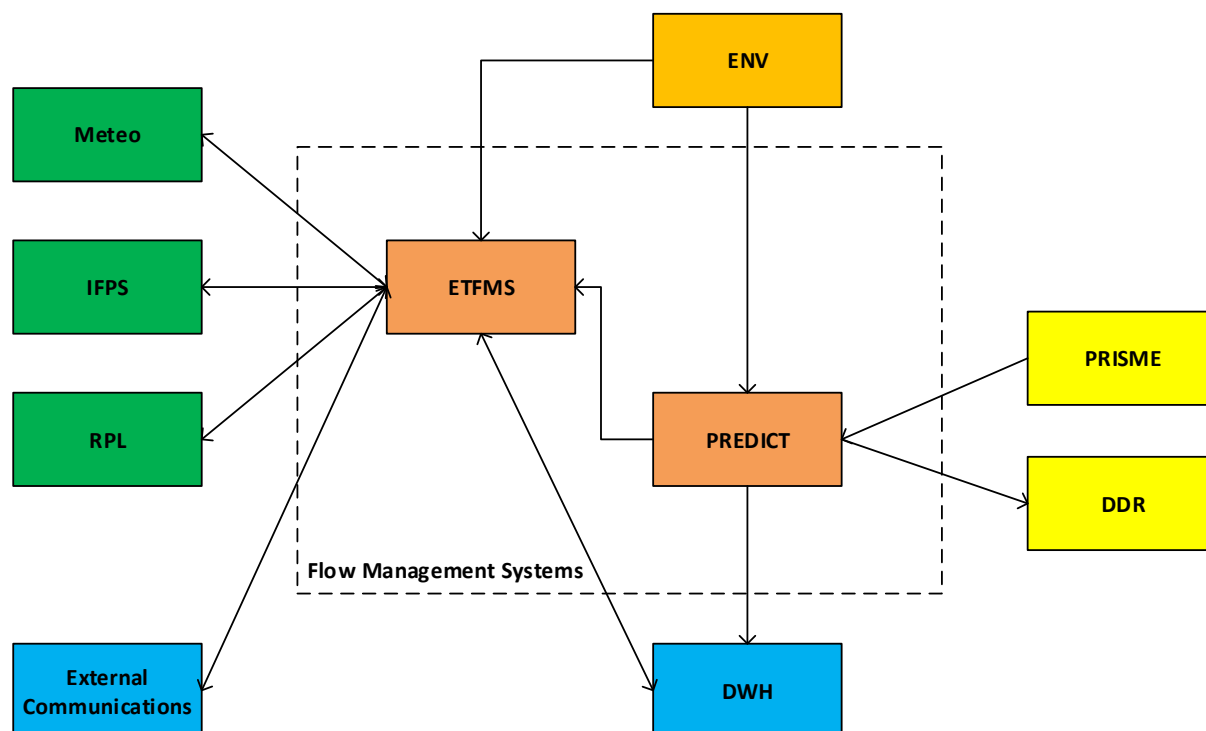 ENV
Meteo
IFPS
ETFMS
PRISME
RPL
PREDICT
DDR
Flow Management Systems
External
Communications
DWH